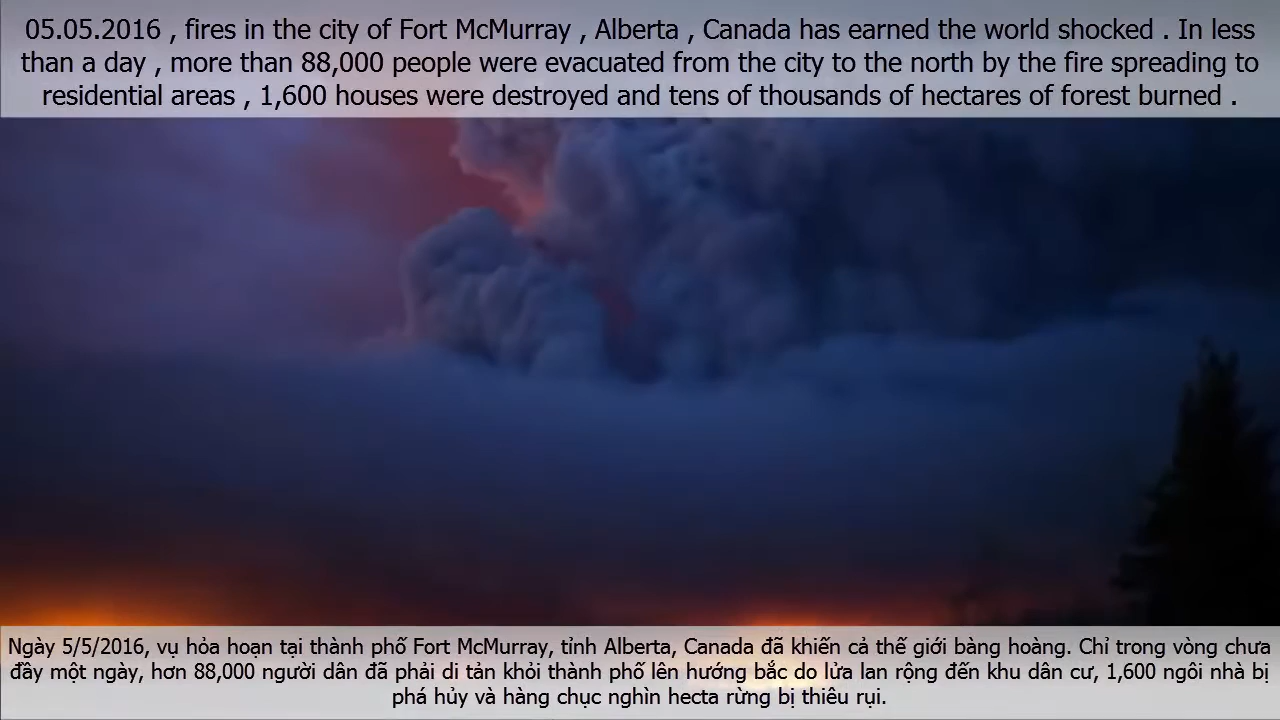 05.05.2016 , fires in the city of Fort McMurray , Alberta , Canada has earned the world shocked . In less
than a day , more than 88,000 people were evacuated from the city to the north by the fire spreading to
residential areas , 1,600 houses were destroyed and tens of thousands of hectares of forest burned .
Ngày 5/5/2016, vụ hỏa hoạn tại thành phố Fort McMurray, tỉnh Alberta, Canada đã khiến cả thế giới bàng hoàng. Chỉ trong vòng chưa
đầy một ngày, hơn 88,000 người dân đã phải di tản khỏi thành phố lên hướng bắc do lửa lan rộng đến khu dân cư, 1,600 ngôi nhà bị
phá hủy và hàng chục nghìn hecta rừng bị thiêu rụi.